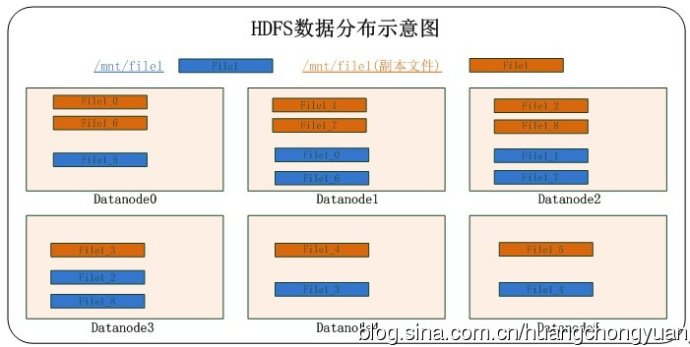 HDFS数据分布示意图
/mnt/file1 File1 /mnt/file1(副本文件) File1
File1_0 File1_1 File1_2
File1_6 File1_7 File1_8
File1_5 File1_0 File1_1
File1_6 File1_7
Datanode0 Datanode1 Datanode2
File1_3 File1_4 File1_5
File1_2 File1_3 File1_4
File1_8
Datanode3
blog.sina.com.cn/huangchongyuan